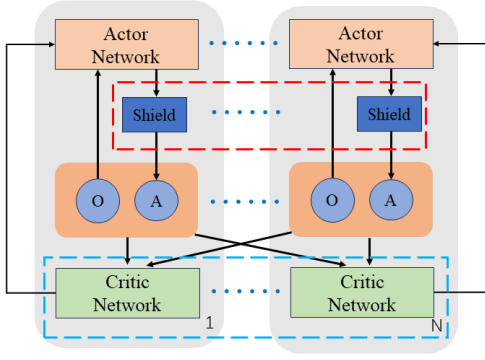 Actor
Network
Actor
Network
Shield
Shield
O
A
O
A
Critic
Network
Critic
Network
1
N